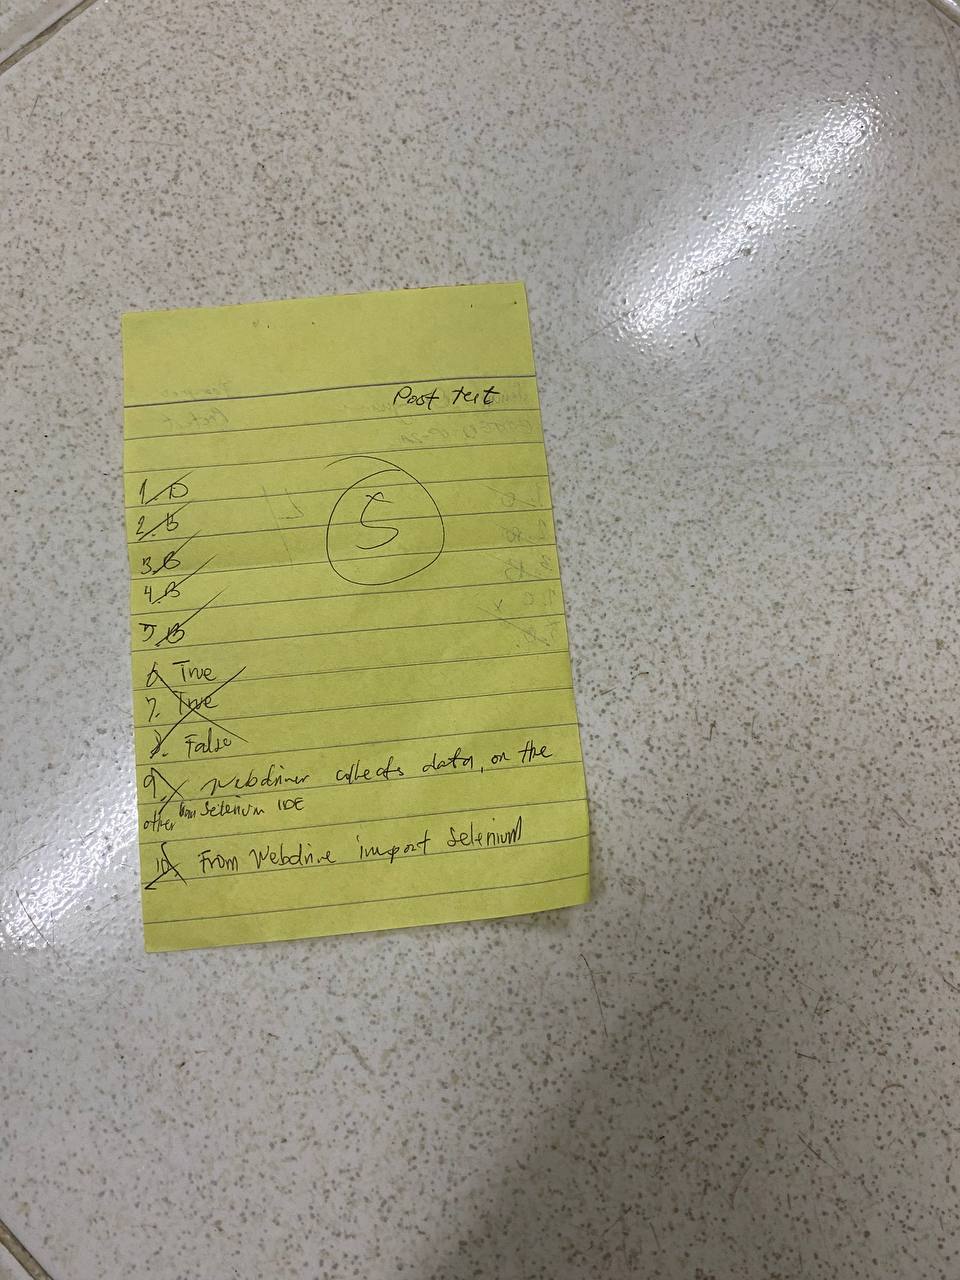 Post test
5
1. D
2. B
3. B
4. B
5. B
6. True
7. True
8. False
9. Webdriver collects data, on the
other Selenium IDE
10. From Webdrive import Selenium